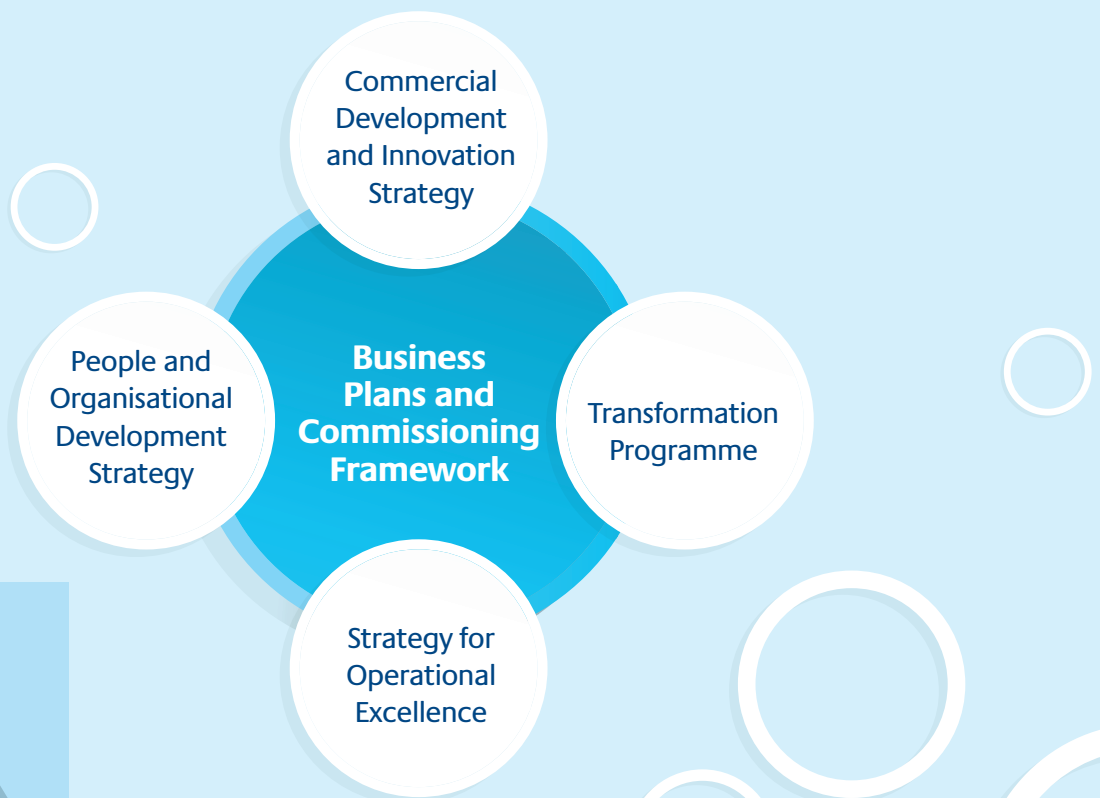 Commercial
Development
and Innovation
Strategy
People and
Organisational
Development
Strategy
Business
Plans and
Commissioning
Framework
Transformation
Programme
Strategy for
Operational
Excellence